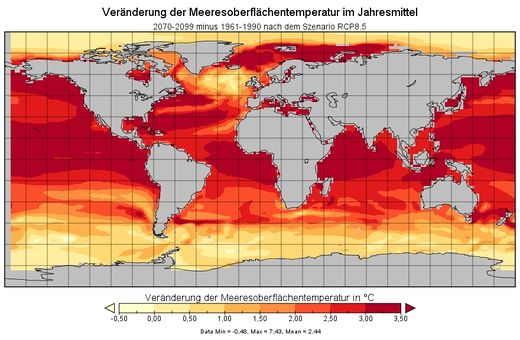 Veränderung der Meeresoberflächentemperatur im Jahresmittel
2070-2099 minus 1961-1990 nach dem Szenario RCP8.5
Veränderung der Meeresoberflächentemperatur in °C
-0,50 0,00 0,50 1,00 1,50 2,00 2,50 3,00 3,50
Data Min = -0,48, Max = 7,43, Mean = 2,44